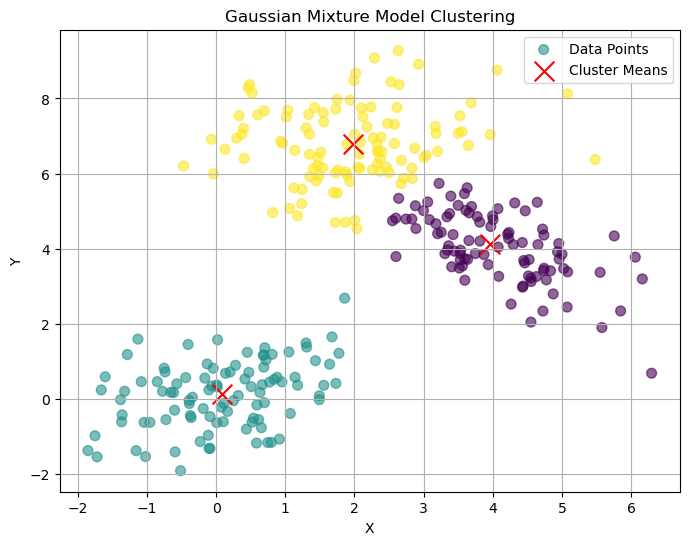 Gaussian Mixture Model Clustering
Data Points
Cluster Means
8
6
4
2
0
−2
Y
−2 −1 0 1 2 3 4 5 6
X